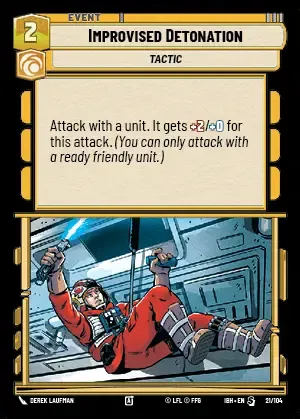 EVENT
2
IMPROVISED DETONATION
TACTIC
Attack with a unit. It gets +2/+0 for
this attack. (You can only attack with
a ready friendly unit.)
DEREK LAUFMAN
© LFL © FFG
IBH • EN
21/104